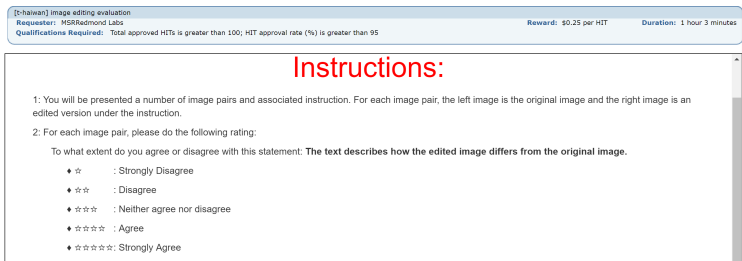 [t-haiwan] image editing evaluation
Requester: MSRRedmond Labs Reward: $0.25 per HIT Duration: 1 hour 3 minutes
Qualifications Required: Total approved HITs is greater than 100; HIT approval rate (%) is greater than 95
Instructions:
1: You will be presented a number of image pairs and associated instruction. For each image pair, the left image is the original image and the right image is an
edited version under the instruction.
2: For each image pair, please do the following rating:
To what extent do you agree or disagree with this statement: The text describes how the edited image differs from the original image.
♦ ☆ : Strongly Disagree
♦ ☆☆ : Disagree
♦ ☆☆☆ : Neither agree nor disagree
♦ ☆☆☆☆ : Agree
♦ ☆☆☆☆☆: Strongly Agree